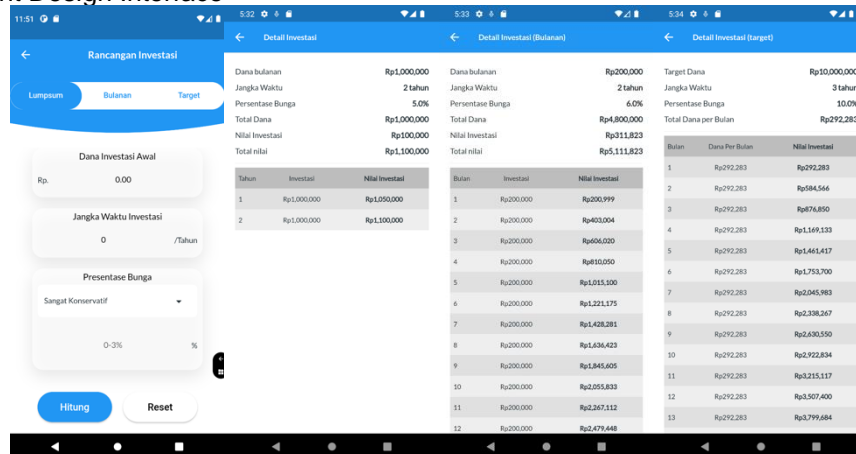 11:51
Rancangan Investasi
Lumpsum Bulanan Target
Dana Investasi Awal
Rp. 0.00
Jangka Waktu Investasi
0 /Tahun
Presentase Bunga
Sangat Konservatif
0-3% %
Hitung Reset
5:32
Detail Investasi
Dana bulanan Rp1,000,000
Jangka Waktu 2 tahun
Persentase Bunga 5.0%
Total Dana Rp1,000,000
Nilai Investasi Rp100,000
Total nilai Rp1,100,000
Tahun Investasi Nilai Investasi
1 Rp1,000,000 Rp1,050,000
2 Rp1,000,000 Rp1,100,000
5:33
Detail Investasi (Bulanan)
Dana bulanan Rp200,000
Jangka Waktu 2 tahun
Persentase Bunga 6.0%
Total Dana Rp4,800,000
Nilai Investasi Rp311,823
Total nilai Rp5,111,823
Bulan Investasi Nilai Investasi
1 Rp200,000 Rp200,999
2 Rp200,000 Rp403,004
3 Rp200,000 Rp606,020
4 Rp200,000 Rp810,050
5 Rp200,000 Rp1,015,100
6 Rp200,000 Rp1,221,175
7 Rp200,000 Rp1,428,281
8 Rp200,000 Rp1,636,423
9 Rp200,000 Rp1,845,605
10 Rp200,000 Rp2,055,833
11 Rp200,000 Rp2,267,112
12 Rp200,000 Rp2,479,448
5:34
Detail Investasi (target)
Target Dana Rp10,000,000
Jangka Waktu 3 tahun
Persentase Bunga 10.0%
Total Dana per Bulan Rp292,283
Bulan Dana Per Bulan Nilai Investasi
1 Rp292,283 Rp292,283
2 Rp292,283 Rp584,566
3 Rp292,283 Rp876,850
4 Rp292,283 Rp1,169,133
5 Rp292,283 Rp1,461,417
6 Rp292,283 Rp1,753,700
7 Rp292,283 Rp2,045,983
8 Rp292,283 Rp2,338,267
9 Rp292,283 Rp2,630,550
10 Rp292,283 Rp2,922,834
11 Rp292,283 Rp3,215,117
12 Rp292,283 Rp3,507,400
13 Rp292,283 Rp3,799,684